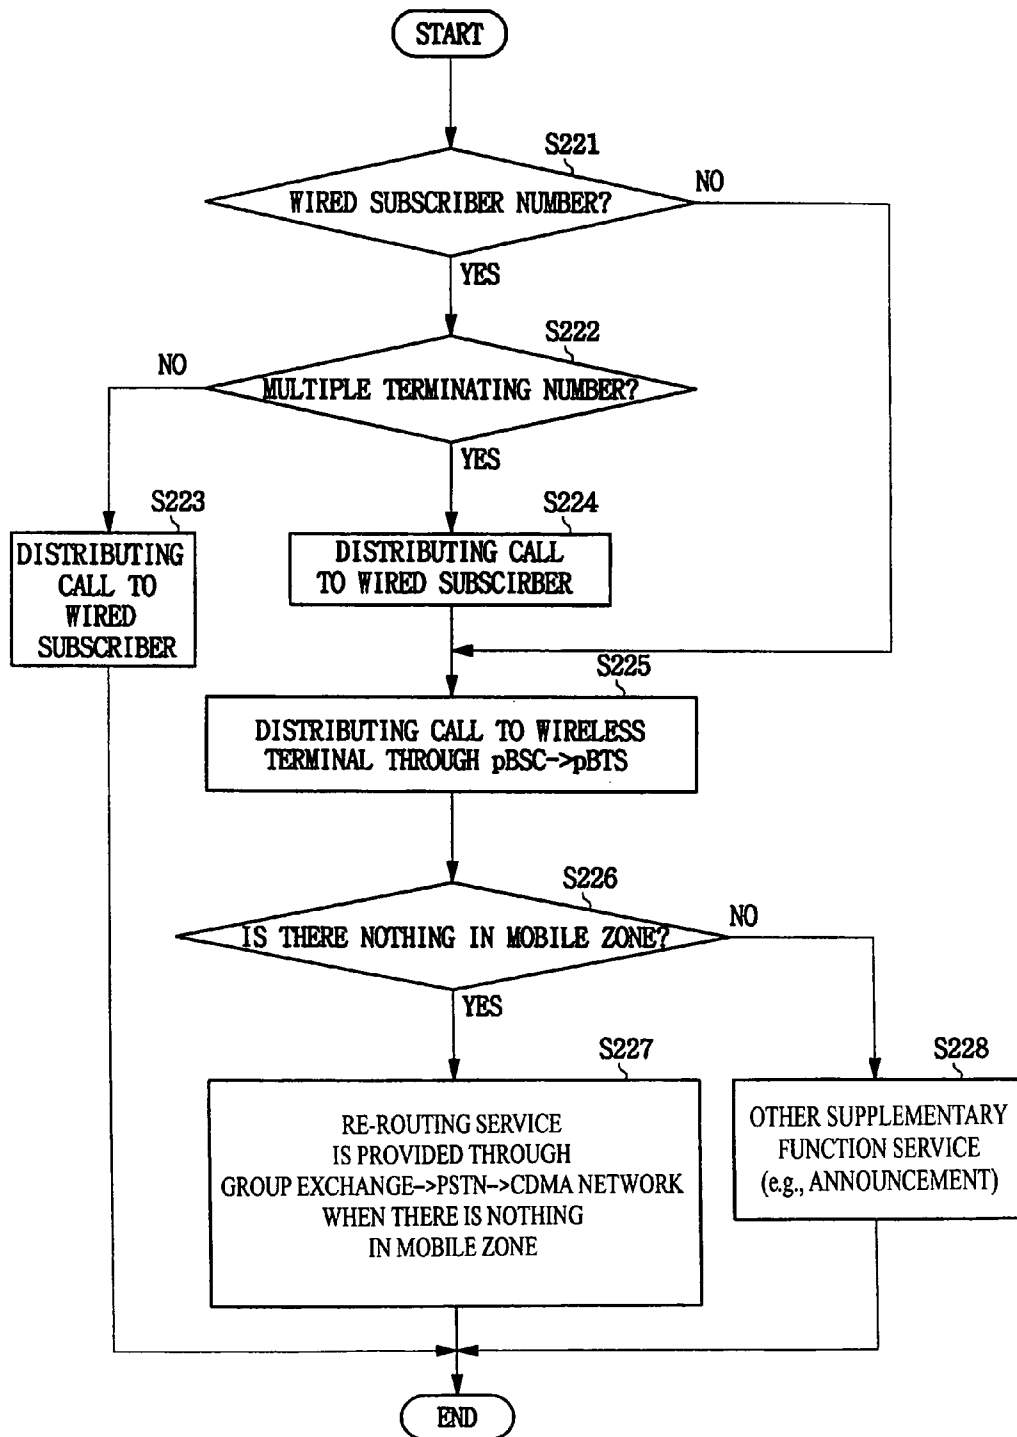 START
S221
WIRED SUBSCRIBER NUMBER?
NO
YES
S222
NO
MULTIPLE TERMINATING NUMBER?
YES
S223
DISTRIBUTING
CALL TO
WIRED
SUBSCRIBER
S224
DISTRIBUTING CALL
TO WIRED SUBSCIRBER
S225
DISTRIBUTING CALL TO WIRELESS
TERMINAL THROUGH pBSC->pBTS
S226
IS THERE NOTHING IN MOBILE ZONE?
NO
YES
S227
RE-ROUTING SERVICE
IS PROVIDED THROUGH
GROUP EXCHANGE->PSTN->CDMA NETWORK
WHEN THERE IS NOTHING
IN MOBILE ZONE
S228
OTHER SUPPLEMENTARY
FUNCTION SERVICE
(e.g., ANNOUNCEMENT)
END